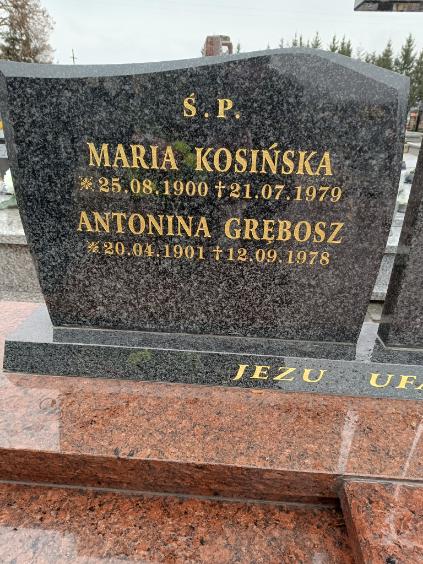 Ś.P.
MARIA KOSIŃSKA
*25.08.1900 †21.07.1979
ANTONINA GRĘBOSZ
*20.04.1901 †12.09.1978
JEZU